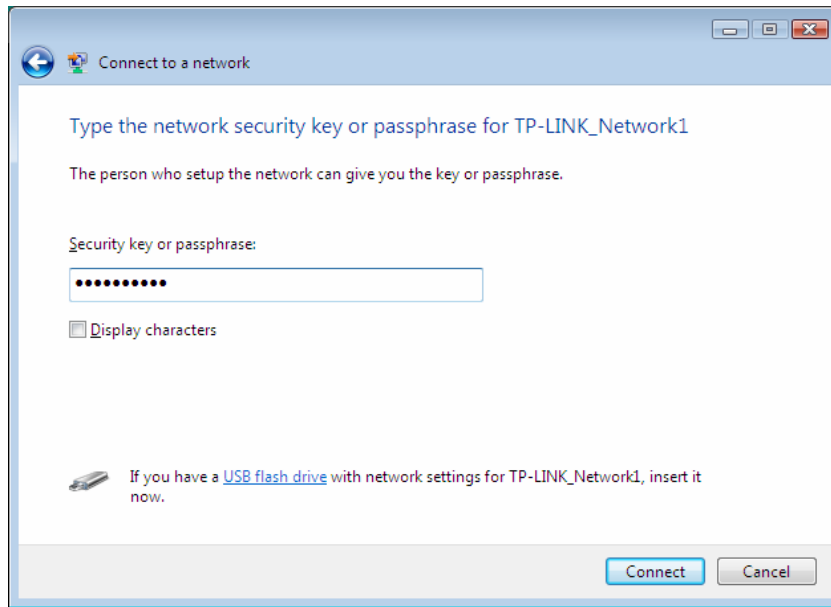 Connect to a network
Type the network security key or passphrase for TP-LINK_Network1
The person who setup the network can give you the key or passphrase.
Security key or passphrase:
••••••••••
Display characters
If you have a USB flash drive with network settings for TP-LINK_Network1, insert it
now.
Connect
Cancel